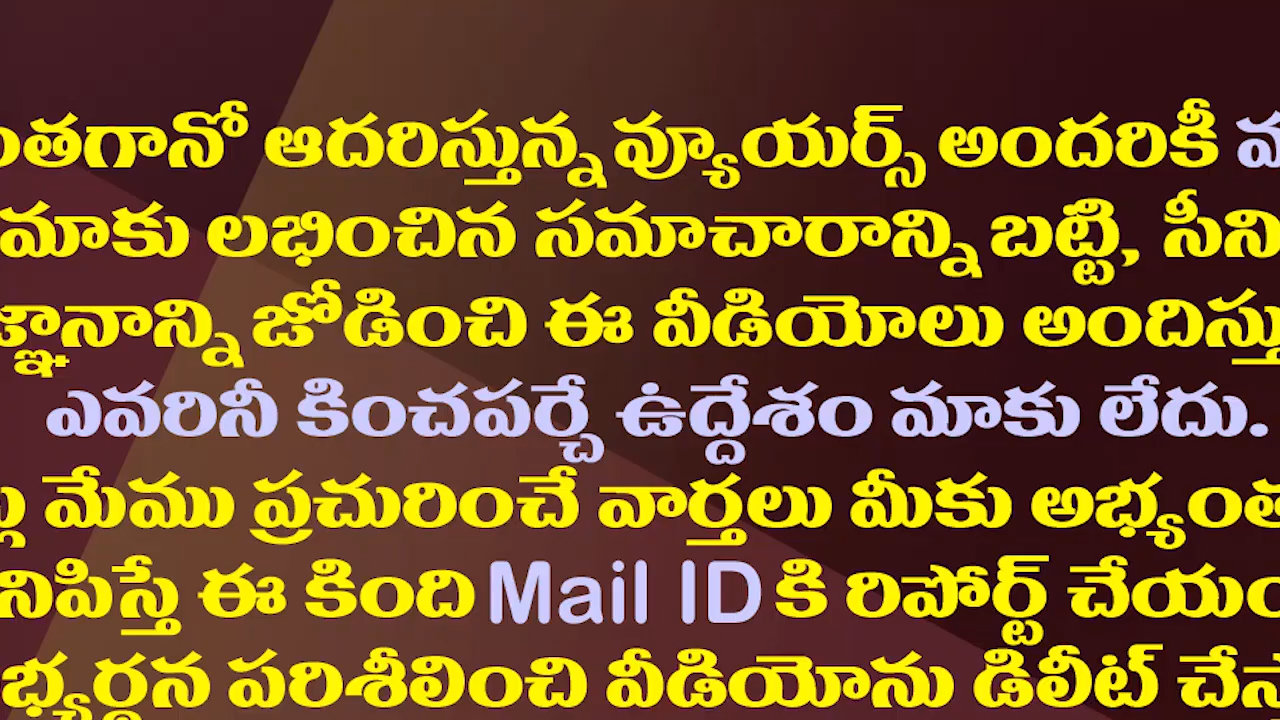 ంతగానో ఆదరిస్తున్న వ్యూయర్స్ అందరికీ
మాకు లభించిన సమాచారాన్ని బట్టి, సీని
జ్ఞానాన్ని జోడించి ఈ వీడియోలు అందిస్తు
ఎవరినీ కించపర్చే ఉద్దేశం మాకు లేదు.
మేము ప్రచురించే వార్తలు మీకు అభ్యంత
నిపిస్తే ఈ కింది Mail ID కి రిపోర్ట్ చేయం
భ్యర్థన పరిశీలించి వీడియోను డిలీట్ చేస